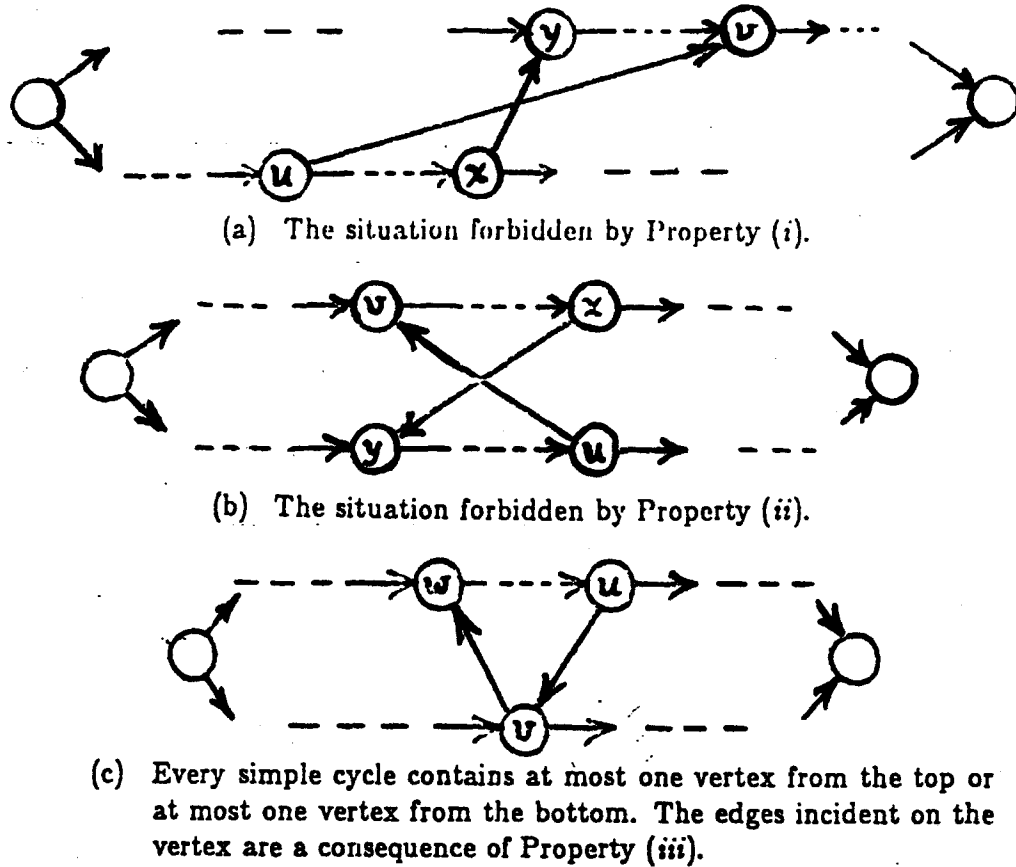 y v
u x
(a) The situation forbidden by Property (i).
v x
y u
(b) The situation forbidden by Property (ii).
w u
v
(c) Every simple cycle contains at most one vertex from the top or
at most one vertex from the bottom. The edges incident on the
vertex are a consequence of Property (iii).